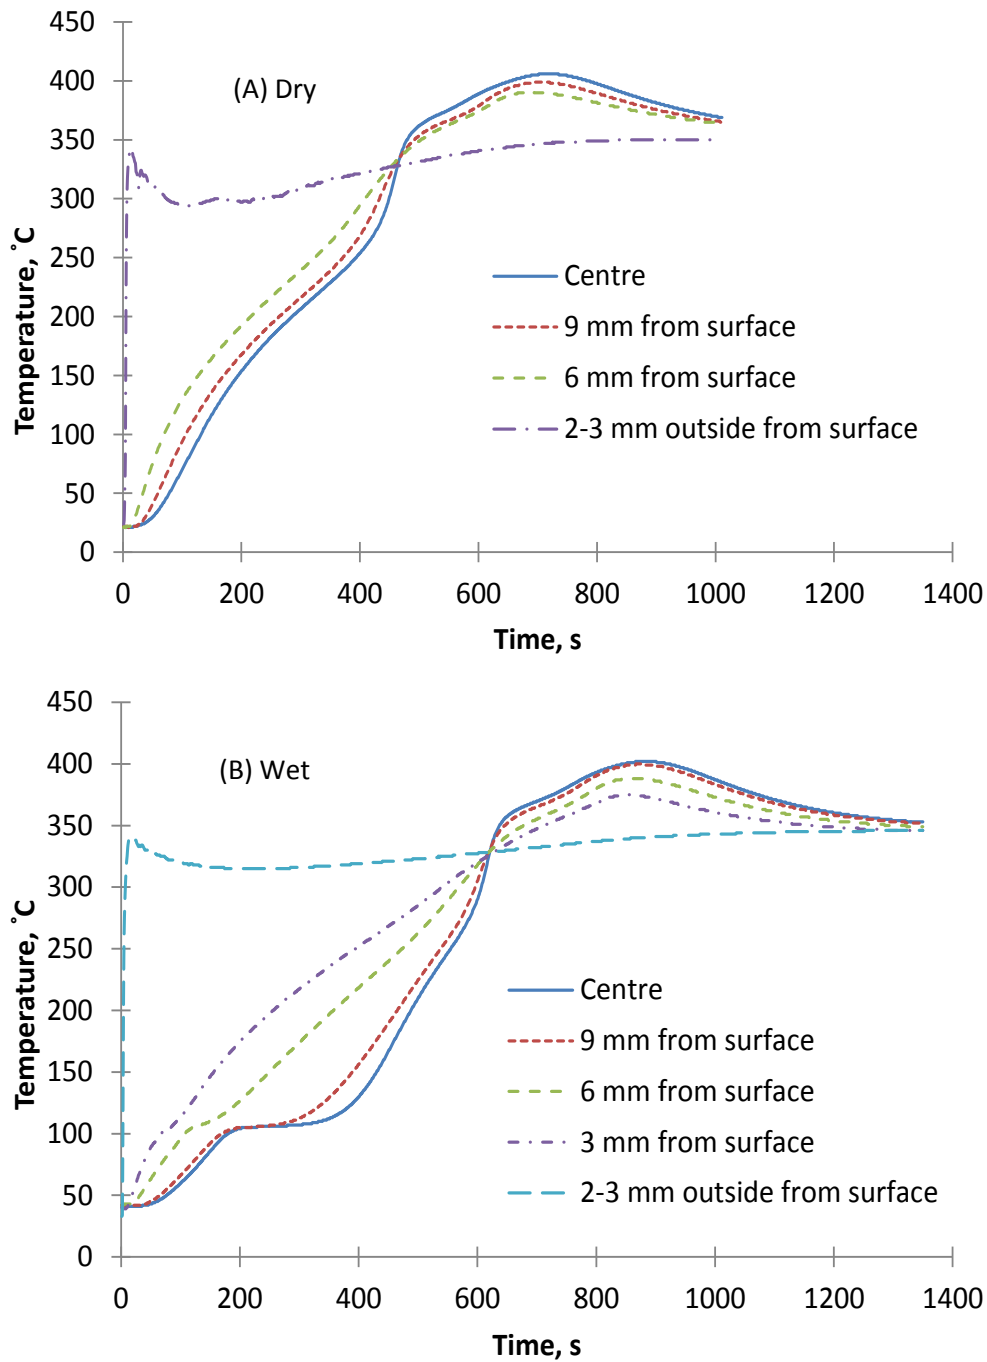 450
400
350
300
250
200
150
100
50
0
Temperature, ˚C
(A) Dry
Centre
9 mm from surface
6 mm from surface
2-3 mm outside from surface
0 200 400 600 800 1000 1200 1400
Time, s
450
400
350
300
250
200
150
100
50
0
Temperature, ˚C
(B) Wet
Centre
9 mm from surface
6 mm from surface
3 mm from surface
2-3 mm outside from surface
0 200 400 600 800 1000 1200 1400
Time, s